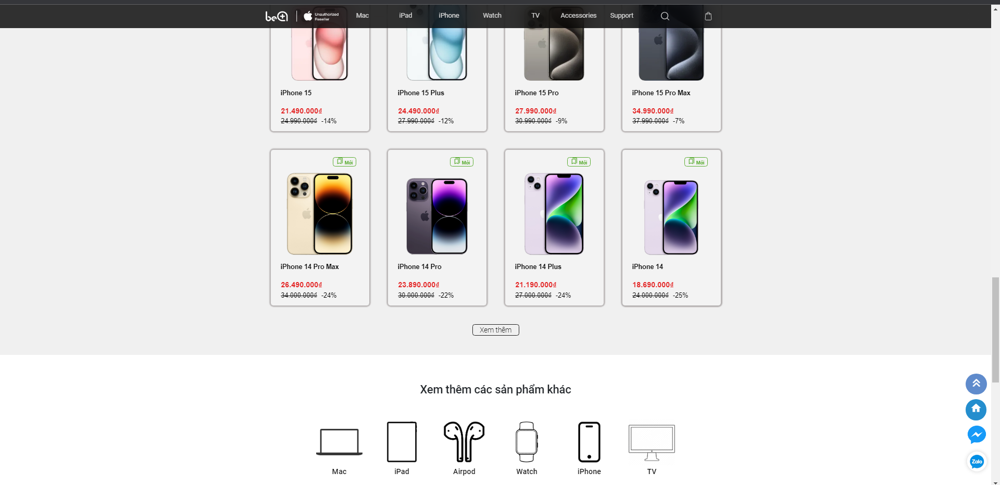 beQ
Unauthorized
Reseller
Mac
iPad
iPhone
Watch
TV
Accessories
Support
iPhone 15
21.490.000₫
24.990.000₫ -14%
iPhone 15 Plus
24.490.000₫
27.990.000₫ -12%
iPhone 15 Pro
27.990.000₫
30.990.000₫ -9%
iPhone 15 Pro Max
34.990.000₫
37.990.000₫ -7%
Mới
iPhone 14 Pro Max
26.490.000₫
34.000.000₫ -24%
Mới
iPhone 14 Pro
23.890.000₫
30.000.000₫ -22%
Mới
iPhone 14 Plus
21.190.000₫
27.000.000₫ -24%
Mới
iPhone 14
18.690.000₫
24.000.000₫ -25%
Xem thêm
Xem thêm các sản phẩm khác
Mac
iPad
Airpod
Watch
iPhone
TV
Zalo